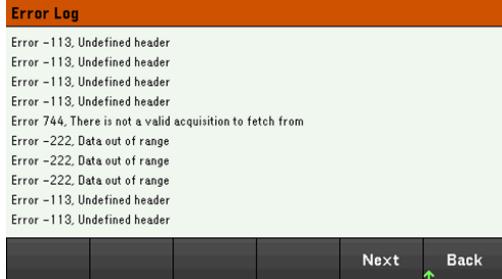 Error Log
Error -113, Undefined header
Error -113, Undefined header
Error -113, Undefined header
Error -113, Undefined header
Error 744, There is not a valid acquisition to fetch from
Error -222, Data out of range
Error -222, Data out of range
Error -222, Data out of range
Error -113, Undefined header
Error -113, Undefined header
Next Back